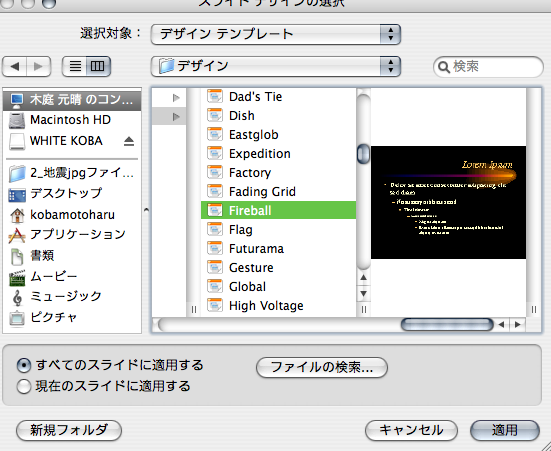 スライド デザインの選択
選択対象：
デザイン テンプレート
デザイン
検索
木庭 元晴 のコン...
Macintosh HD
WHITE KOBA
2_地震jpgファイ...
デスクトップ
kobamotoharu
アプリケーション
書類
ムービー
ミュージック
ピクチャ
Dad's Tie
Dish
Eastglob
Expedition
Factory
Fading Grid
Fireball
Flag
Futurama
Gesture
Global
High Voltage
Lorem Ipsum
すべてのスライドに適用する
現在のスライドに適用する
ファイルの検索...
新規フォルダ
キャンセル
適用